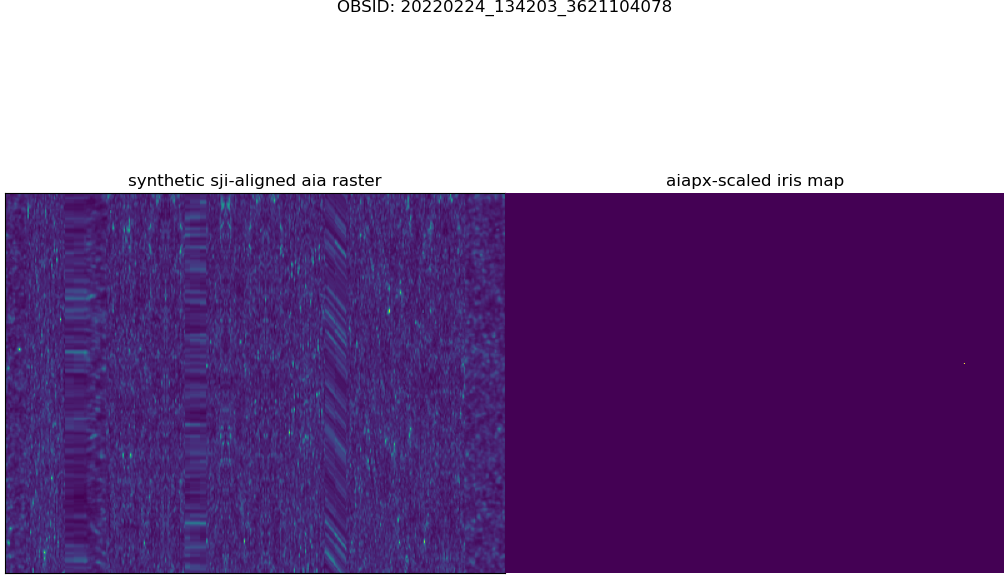 OBSID: 20220224_134203_3621104078
synthetic sji-aligned aia raster
aiapx-scaled iris map